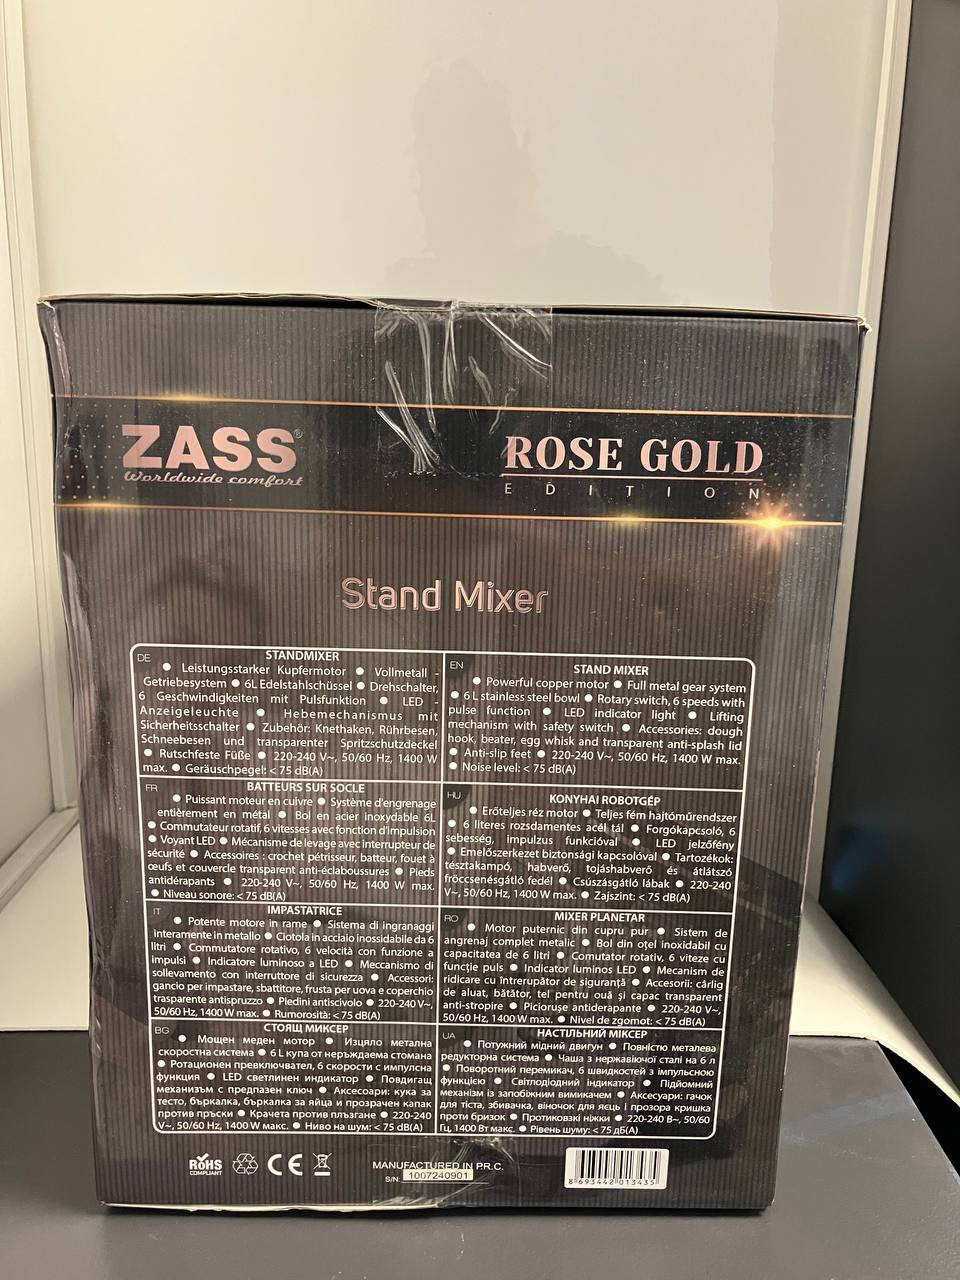 ZASS®
Worldwide comfort
ROSE GOLD
EDITION
Stand Mixer
DE
STANDMIXER
● Leistungsstarker Kupfermotor ● Vollmetall -
Getriebesystem ● 6L Edelstahlschüssel ● Drehschalter,
6 Geschwindigkeiten mit Pulsfunktion ● LED -
Anzeigeleuchte ● Hebemechanismus mit
Sicherheitsschalter ● Zubehör: Knethaken, Rührbesen,
Schneebesen und transparenter Spritzschutzdeckel
● Rutschfeste Füße ● 220-240 V~, 50/60 Hz, 1400 W
max. ● Geräuschpegel: < 75 dB(A)
EN
STAND MIXER
● Powerful copper motor ● Full metal gear system
● 6 L stainless steel bowl ● Rotary switch, 6 speeds with
pulse function ● LED indicator light ● Lifting
mechanism with safety switch ● Accessories: dough
hook, beater, egg whisk and transparent anti-splash lid
● Anti-slip feet ● 220-240 V~, 50/60 Hz, 1400 W max.
● Noise level: < 75 dB(A)
FR
BATTEURS SUR SOCLE
● Puissant moteur en cuivre ● Système d'engrenage
entièrement en métal ● Bol en acier inoxydable 6L
● Commutateur rotatif, 6 vitesses avec fonction d'impulsion
● Voyant LED ● Mécanisme de levage avec interrupteur de
sécurité ● Accessoires : crochet pétrisseur, batteur, fouet à
œufs et couvercle transparent anti-éclaboussures ● Pieds
antidérapants ● 220-240 V~, 50/60 Hz, 1400 W max.
● Niveau sonore: < 75 dB(A)
HU
KONYHAI ROBOTGÉP
● Erőteljes réz motor ● Teljes fém hajtóműrendszer
● 6 literes rozsdamentes acél tál ● Forgókapcsoló, 6
sebesség, impulzus funkcióval ● LED jelzőfény
● Emelőszerkezet biztonsági kapcsolóval ● Tartozékok:
tésztakampó, habverő, tojáshabverő és átlátszó
fröccsenésgátló fedél ● Csúszásgátló lábak ● 220-240
V~, 50/60 Hz, 1400 W max. ● Zajszint: < 75 dB(A)
IT
IMPASTATRICE
● Potente motore in rame ● Sistema di ingranaggi
interamente in metallo ● Ciotola in acciaio inossidabile da 6
litri ● Commutatore rotativo, 6 velocità con funzione a
impulsi ● Indicatore luminoso a LED ● Meccanismo di
sollevamento con interruttore di sicurezza ● Accessori:
gancio per impastare, sbattitore, frusta per uova e coperchio
trasparente antispruzzo ● Piedini antiscivolo ● 220-240 V~,
50/60 Hz, 1400 W max. ● Rumorosità: < 75 dB(A)
RO
MIXER PLANETAR
● Motor puternic din cupru pur ● Sistem de
angrenaj complet metalic ● Bol din oțel inoxidabil cu
capacitatea de 6 litri ● Comutator rotativ, 6 viteze cu
funcție puls ● Indicator luminos LED ● Mecanism de
ridicare cu întrerupător de siguranță ● Accesorii: cârlig
de aluat, bătător, tel pentru ouă și capac transparent
anti-stropire ● Piciorușe antiderapante ● 220-240 V~,
50/60 Hz, 1400 W max. ● Nivel de zgomot: < 75 dB(A)
BG
СТОЯЩ МИКСЕР
● Мощен меден мотор ● Изцяло метална
скоростна система ● 6 L купа от неръждаема стомана
● Ротационен превключвател, 6 скорости с импулсна
функция ● LED светлинен индикатор ● Повдигащ
механизъм с предпазен ключ ● Аксесоари: кука за
тесто, бъркалка, бъркалка за яйца и прозрачен капак
против пръски ● Крачета против плъзгане ● 220-240
V~, 50/60 Hz, 1400 W макс. ● Ниво на шум: < 75 dB(A)
UA
НАСТІЛЬНИЙ МІКСЕР
● Потужний мідний двигун ● Повністю металева
редукторна система ● Чаша з нержавіючої сталі на 6 л
● Поворотний перемикач, 6 швидкостей з імпульсною
функцією ● Світлодіодний індикатор ● Підйомний
механізм із запобіжним вимикачем ● Аксесуари: гачок
для тіста, збивачка, віночок для яєць і прозора кришка
проти бризок ● Протиковзкі ніжки ● 220-240 В~, 50/60
Гц, 1400 Вт макс. ● Рівень шуму: < 75 дБ(А)
RoHS
COMPLIANT
CE
MANUFACTURED IN P.R.C.
S/N: 1007240901
8 693442 013435